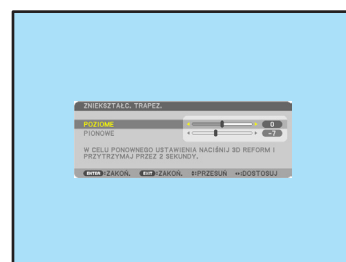 ZNIEKSZTAŁC. TRAPEZ.
POZIOME 0
PIONOWE -7
W CELU PONOWNEGO USTAWIENIA NACIŚNIJ 3D REFORM I
PRZYTRZYMAJ PRZEZ 2 SEKUNDY.
ENTER :ZAKOŃ. EXIT :ZAKOŃ. ↕:PRZESUŃ ↔:DOSTOSUJ